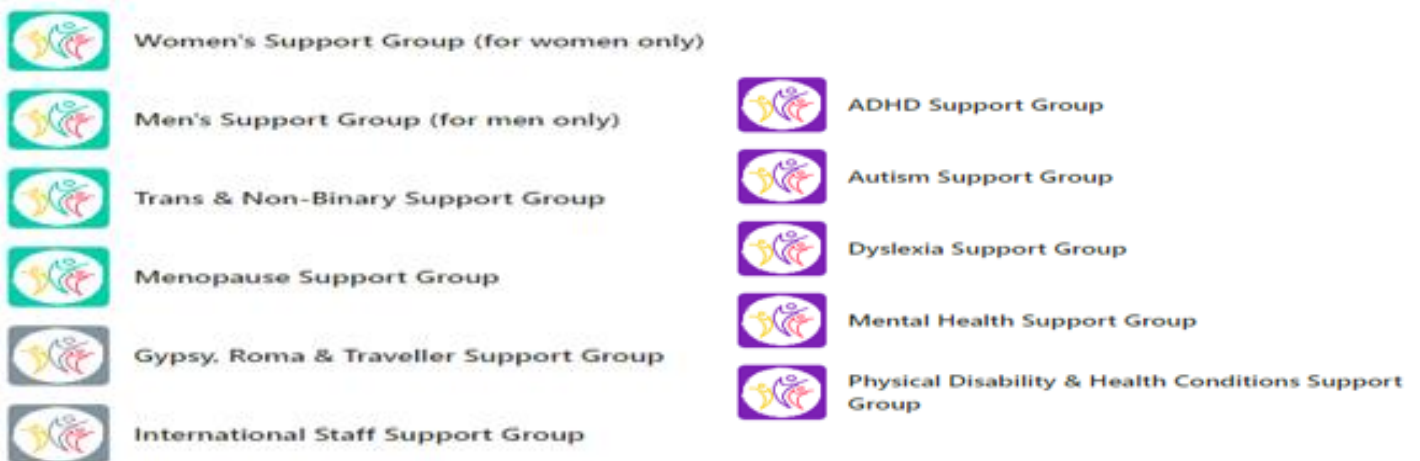 Women's Support Group (for women only)
Men's Support Group (for men only)
Trans & Non-Binary Support Group
Menopause Support Group
Gypsy, Roma & Traveller Support Group
International Staff Support Group
ADHD Support Group
Autism Support Group
Dyslexia Support Group
Mental Health Support Group
Physical Disability & Health Conditions Support
Group